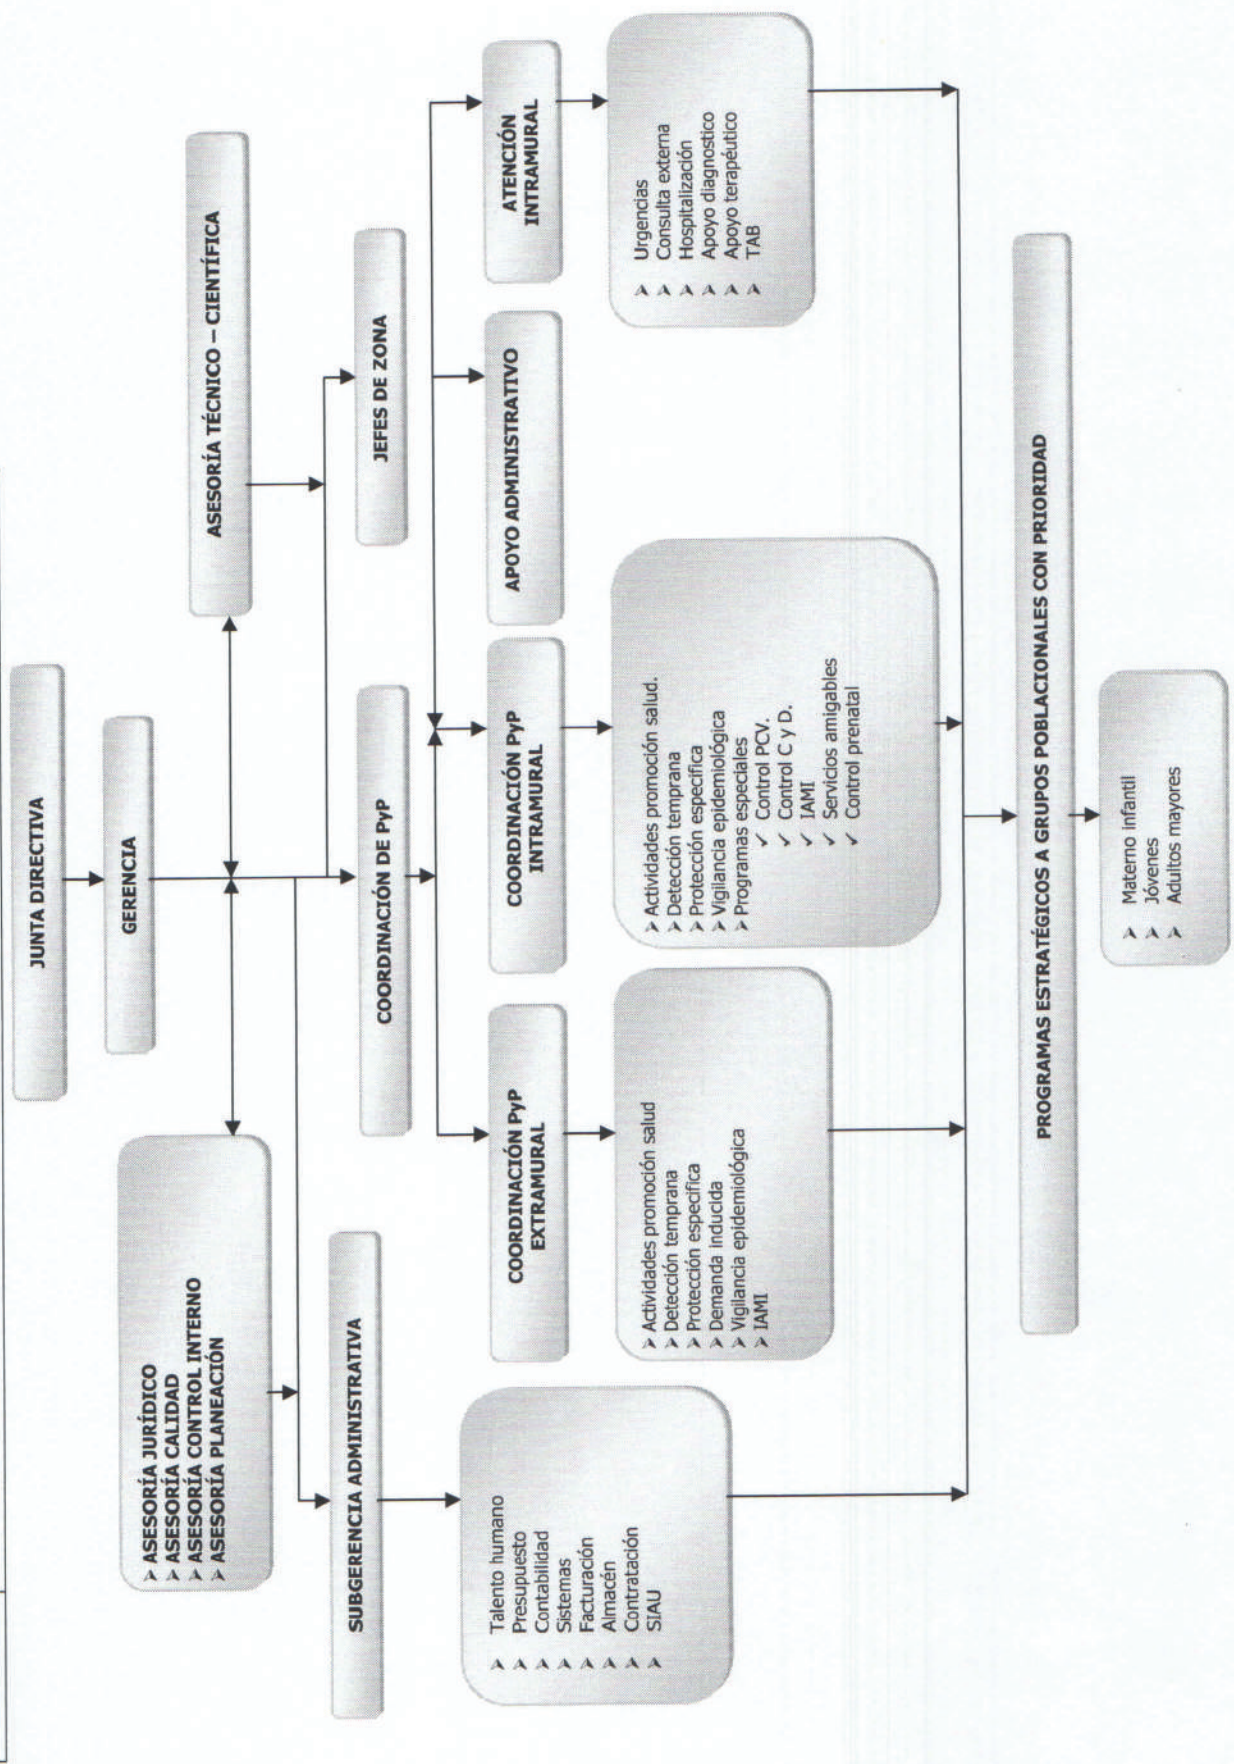 JUNTA DIRECTIVA
GERENCIA
➤ ASESORÍA JURÍDICO
➤ ASESORÍA CALIDAD
➤ ASESORÍA CONTROL INTERNO
➤ ASESORÍA PLANEACIÓN
ASESORÍA TÉCNICO – CIENTÍFICA
SUBGERENCIA ADMINISTRATIVA
COORDINACIÓN DE PyP
JEFES DE ZONA
➤ Talento humano
➤ Presupuesto
➤ Contabilidad
➤ Sistemas
➤ Facturación
➤ Almacén
➤ Contratación
➤ SIAU
COORDINACIÓN PyP
EXTRAMURAL
COORDINACIÓN PyP
INTRAMURAL
APOYO ADMINISTRATIVO
ATENCIÓN
INTRAMURAL
➤ Actividades promoción salud
➤ Detección temprana
➤ Protección especifica
➤ Demanda inducida
➤ Vigilancia epidemiológica
➤ IAMI
➤ Actividades promoción salud.
➤ Detección temprana
➤ Protección especifica
➤ Vigilancia epidemiológica
➤ Programas especiales
✓ Control PCV.
✓ Control C y D.
✓ IAMI
✓ Servicios amigables
✓ Control prenatal
➤ Urgencias
➤ Consulta externa
➤ Hospitalización
➤ Apoyo diagnostico
➤ Apoyo terapéutico
➤ TAB
PROGRAMAS ESTRATÉGICOS A GRUPOS POBLACIONALES CON PRIORIDAD
➤ Materno infantil
➤ Jóvenes
➤ Adultos mayores